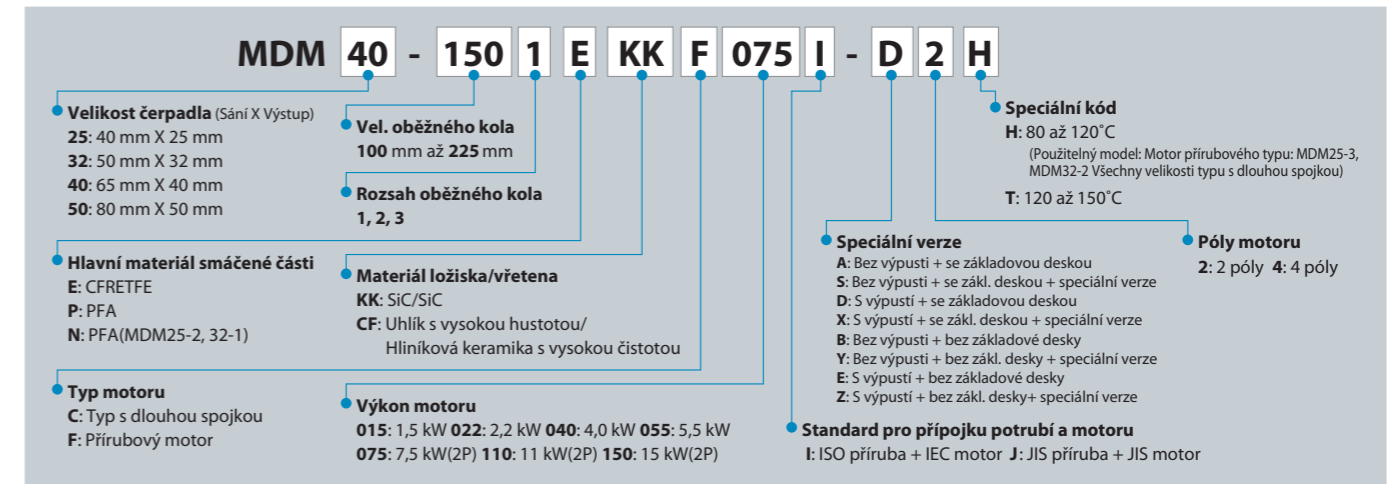 MDM 40 - 150 1 E KK F 075 I - D 2 H
Velikost čerpadla (Sání X Výstup)
25: 40 mm X 25 mm
32: 50 mm X 32 mm
40: 65 mm X 40 mm
50: 80 mm X 50 mm
Vel. oběžného kola
100 mm až 225 mm
Rozsah oběžného kola
1, 2, 3
Speciální kód
H: 80 až 120˚C
(Použitelný model: Motor přírubového typu: MDM25-3,
MDM32-2 Všechny velikosti typu s dlouhou spojkou)
T: 120 až 150˚C
Hlavní materiál smáčené části
E: CFRETFE
P: PFA
N: PFA(MDM25-2, 32-1)
Materiál ložiska/vřetena
KK: SiC/SiC
CF: Uhlík s vysokou hustotou/
Hliníková keramika s vysokou čistotou
Speciální verze
A: Bez výpusti + se základovou deskou
S: Bez výpusti + se zákl. deskou + speciální verze
D: S výpustí + se základovou deskou
X: S výpustí + se zákl. deskou + speciální verze
B: Bez výpusti + bez základové desky
Y: Bez výpusti + bez zákl. desky + speciální verze
E: S výpustí + bez základové desky
Z: S výpustí + bez zákl. desky+ speciální verze
Póly motoru
2: 2 póly 4: 4 póly
Typ motoru
C: Typ s dlouhou spojkou
F: Přírubový motor
Výkon motoru
015: 1,5 kW 022: 2,2 kW 040: 4,0 kW 055: 5,5 kW
075: 7,5 kW(2P) 110: 11 kW(2P) 150: 15 kW(2P)
Standard pro přípojku potrubí a motoru
I: ISO příruba + IEC motor J: JIS příruba + JIS motor